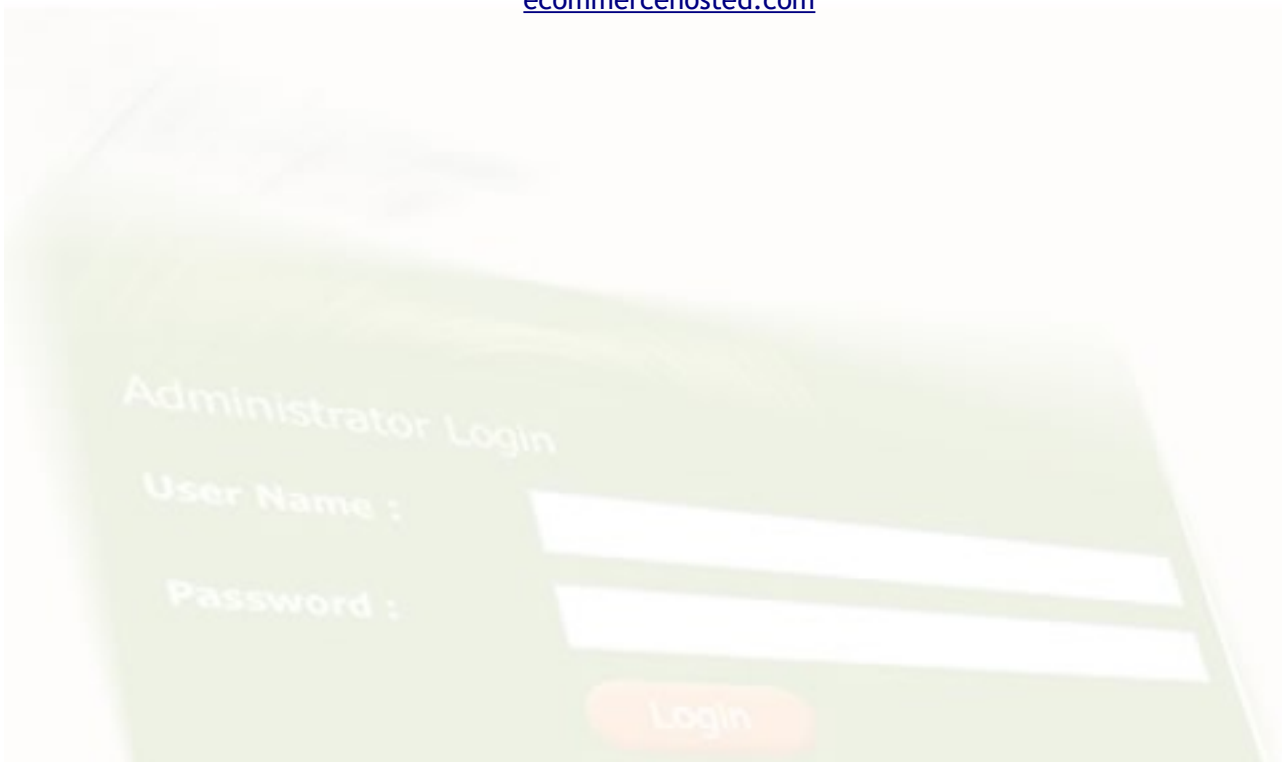 ecommercehosted.com
Administrator Login
User Name :
Password :
Login